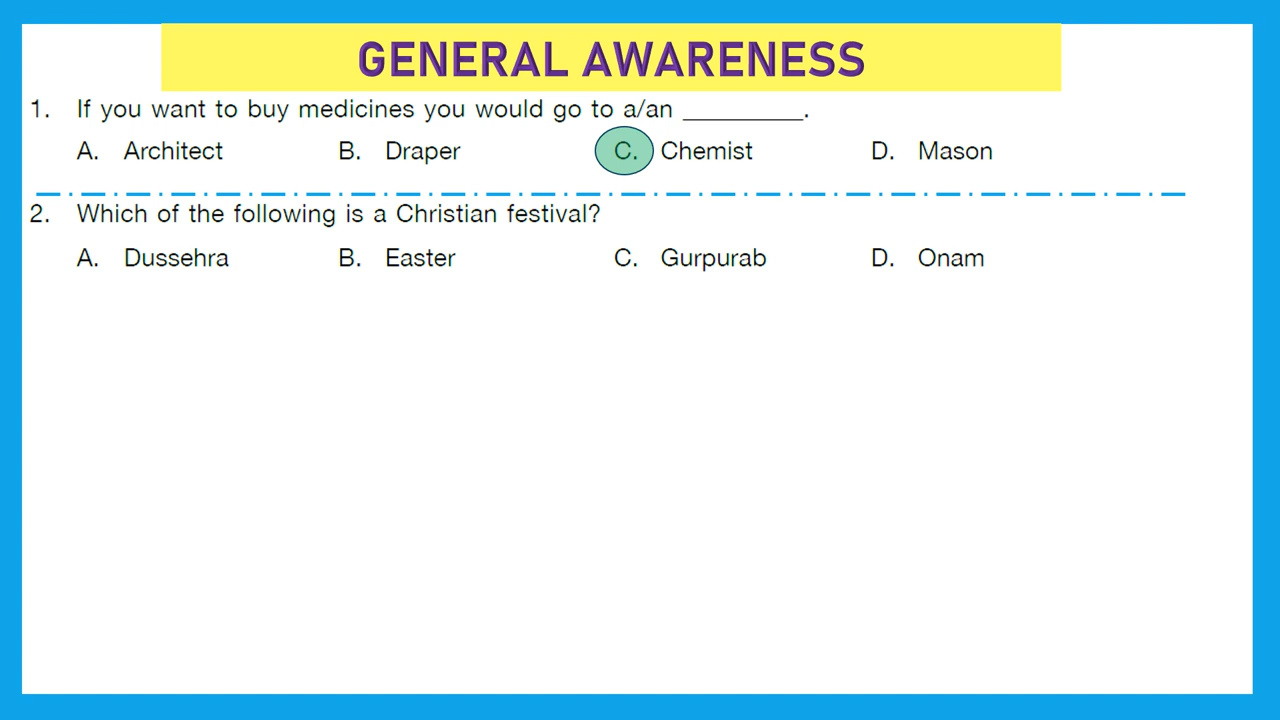 GENERAL AWARENESS
1. If you want to buy medicines you would go to a/an _________.
A. Architect B. Draper C. Chemist D. Mason
2. Which of the following is a Christian festival?
A. Dussehra B. Easter C. Gurpurab D. Onam